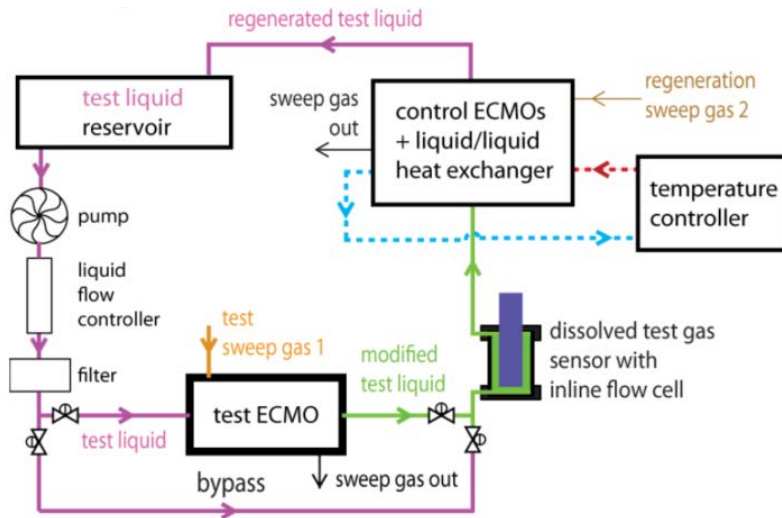 regenerated test liquid
test liquid
reservoir
sweep gas
out
control ECMOs
+ liquid/liquid
heat exchanger
regeneration
sweep gas 2
temperature
controller
pump
liquid
flow
controller
filter
test
sweep gas 1
modified
test liquid
dissolved test gas
sensor with
inline flow cell
test ECMO
test liquid
bypass
sweep gas out